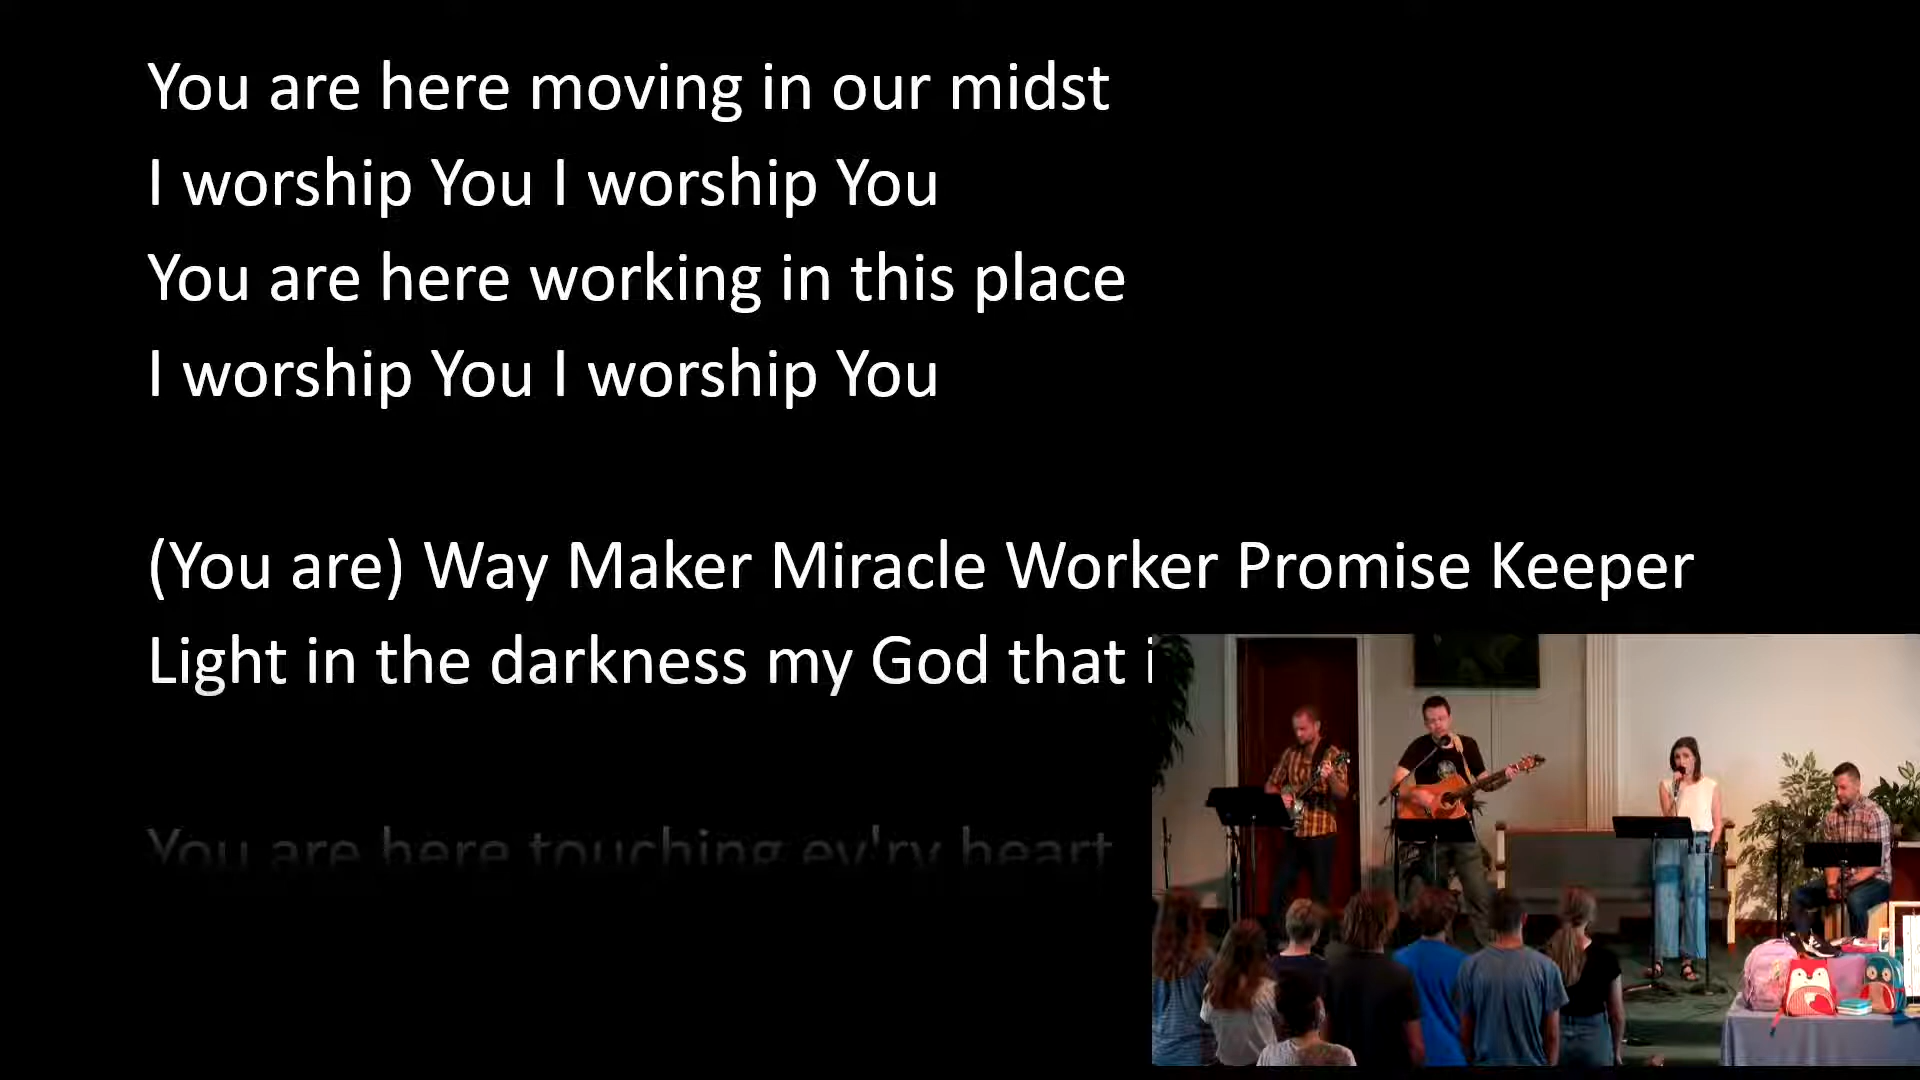 You are here moving in our midst
I worship You I worship You
You are here working in this place
I worship You I worship You
(You are) Way Maker Miracle Worker Promise Keeper
Light in the darkness my God that i
You are here touching ev'ry heart